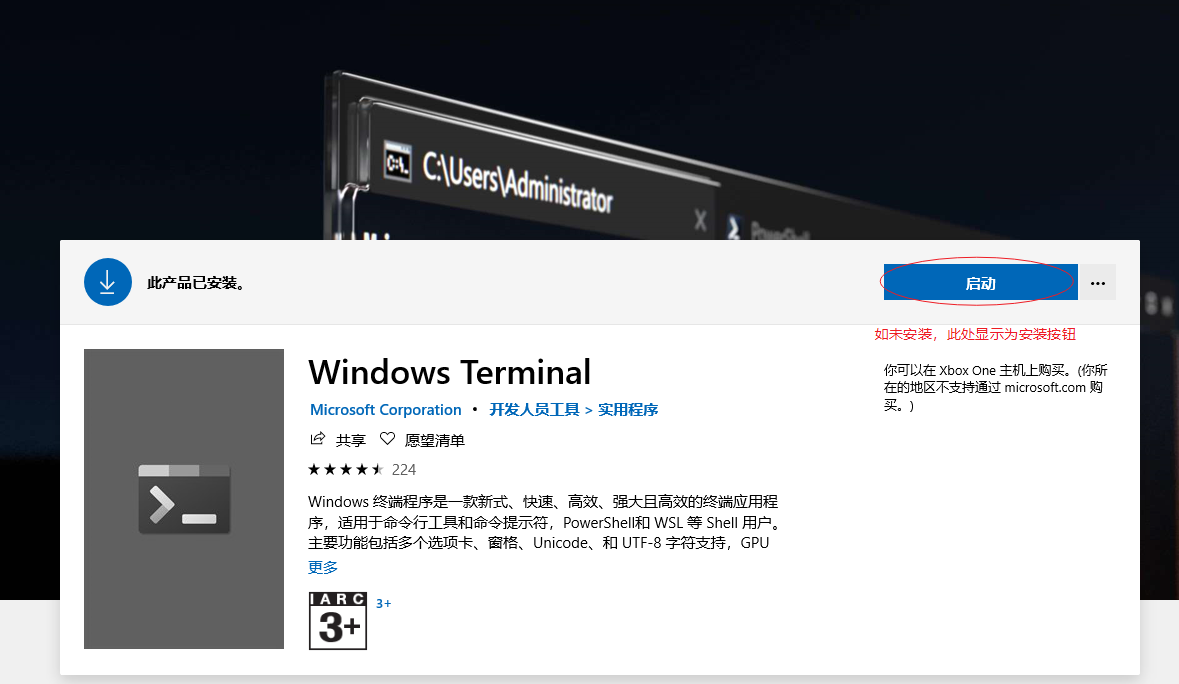 C:\Users\Administrator
X
PowerShell
此产品已安装。
启动
...
如未安装，此处显示为安装按钮
Windows Terminal
Microsoft Corporation • 开发人员工具 > 实用程序
共享 愿望清单
224
Windows 终端程序是一款新式、快速、高效、强大且高效的终端应用程
序，适用于命令行工具和命令提示符，PowerShell和 WSL 等 Shell 用户。
主要功能包括多个选项卡、窗格、Unicode、和 UTF-8 字符支持，GPU
更多
你可以在 Xbox One 主机上购买。(你所
在的地区不支持通过 microsoft.com 购
买。)
IARC
3+
3+